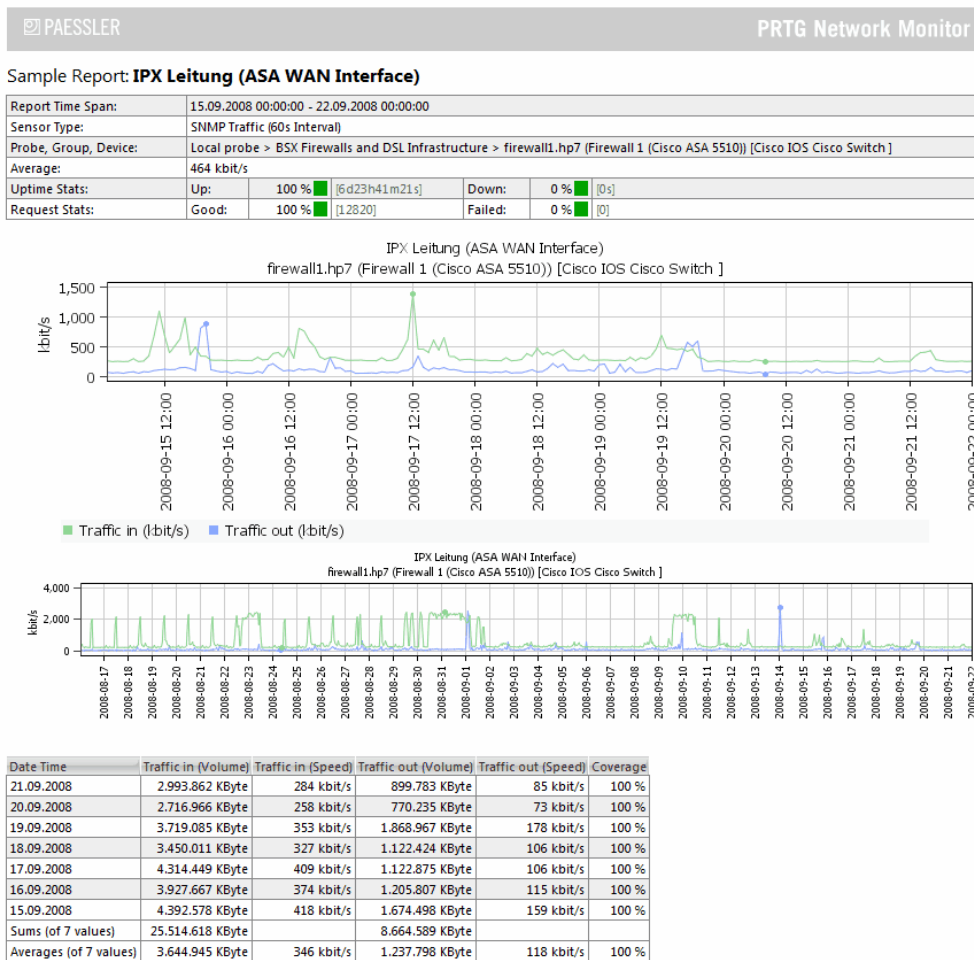 PAESSLER PRTG Network Monitor
Sample Report: IPX Leitung (ASA WAN Interface)
Report Time Span: 15.09.2008 00:00:00 - 22.09.2008 00:00:00
Sensor Type: SNMP Traffic (60s Interval)
Probe, Group, Device: Local probe > BSX Firewalls and DSL Infrastructure > firewall1.hp7 (Firewall 1 (Cisco ASA 5510)) [Cisco IOS Cisco Switch ]
Average: 464 kbit/s
Uptime Stats: Up: 100 % [6d23h41m21s] Down: 0 % [0s]
Request Stats: Good: 100 % [12820] Failed: 0 % [0]
IPX Leitung (ASA WAN Interface)
firewall1.hp7 (Firewall 1 (Cisco ASA 5510)) [Cisco IOS Cisco Switch ]
kbit/s
1,500
1,000
500
0
2008-09-15 12:00
2008-09-16 00:00
2008-09-16 12:00
2008-09-17 00:00
2008-09-17 12:00
2008-09-18 00:00
2008-09-18 12:00
2008-09-19 00:00
2008-09-19 12:00
2008-09-20 00:00
2008-09-20 12:00
2008-09-21 00:00
2008-09-21 12:00
2008-09-22 00:00
Traffic in (kbit/s) Traffic out (kbit/s)
IPX Leitung (ASA WAN Interface)
firewall1.hp7 (Firewall 1 (Cisco ASA 5510)) [Cisco IOS Cisco Switch ]
kbit/s
4,000
2,000
0
2008-08-17
2008-08-18
2008-08-19
2008-08-20
2008-08-21
2008-08-22
2008-08-23
2008-08-24
2008-08-25
2008-08-26
2008-08-27
2008-08-28
2008-08-29
2008-08-30
2008-08-31
2008-09-01
2008-09-02
2008-09-03
2008-09-04
2008-09-05
2008-09-06
2008-09-07
2008-09-08
2008-09-09
2008-09-10
2008-09-11
2008-09-12
2008-09-13
2008-09-14
2008-09-15
2008-09-16
2008-09-17
2008-09-18
2008-09-19
2008-09-20
2008-09-21
2008-09-22
Date Time Traffic in (Volume) Traffic in (Speed) Traffic out (Volume) Traffic out (Speed) Coverage
21.09.2008 2.993.862 KByte 284 kbit/s 899.783 KByte 85 kbit/s 100 %
20.09.2008 2.716.966 KByte 258 kbit/s 770.235 KByte 73 kbit/s 100 %
19.09.2008 3.719.085 KByte 353 kbit/s 1.868.967 KByte 178 kbit/s 100 %
18.09.2008 3.450.011 KByte 327 kbit/s 1.122.424 KByte 106 kbit/s 100 %
17.09.2008 4.314.449 KByte 409 kbit/s 1.122.875 KByte 106 kbit/s 100 %
16.09.2008 3.927.667 KByte 374 kbit/s 1.205.807 KByte 115 kbit/s 100 %
15.09.2008 4.392.578 KByte 418 kbit/s 1.674.498 KByte 159 kbit/s 100 %
Sums (of 7 values) 25.514.618 KByte 8.664.589 KByte
Averages (of 7 values) 3.644.945 KByte 346 kbit/s 1.237.798 KByte 118 kbit/s 100 %